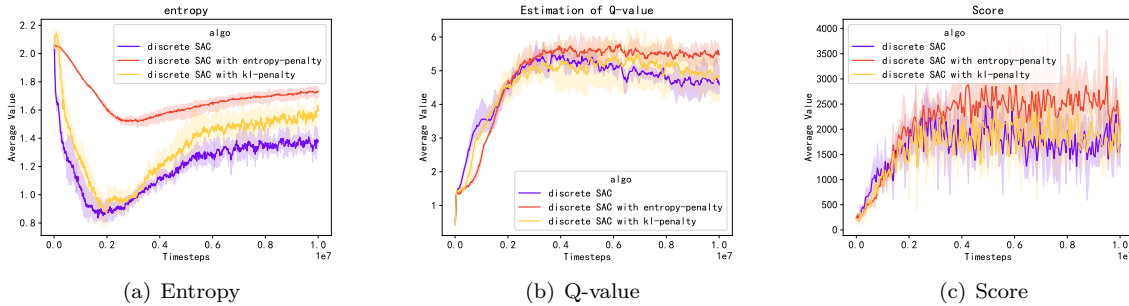 entropy
algo
discrete SAC
discrete SAC with entropy-penalty
discrete SAC with kl-penalty
Average Value
2.2
2.0
1.8
1.6
1.4
1.2
1.0
0.8
0.0 0.2 0.4 0.6 0.8 1.0
Timesteps
1e7
(a) Entropy
Estimation of Q-value
Average Value
6
5
4
3
2
1
algo
discrete SAC
discrete SAC with entropy-penalty
discrete SAC with kl-penalty
0.0 0.2 0.4 0.6 0.8 1.0
Timesteps
1e7
(b) Q-value
Score
algo
discrete SAC
discrete SAC with entropy-penalty
discrete SAC with kl-penalty
Average Value
4000
3500
3000
2500
2000
1500
1000
500
0
0.0 0.2 0.4 0.6 0.8 1.0
Timesteps
1e7
(c) Score